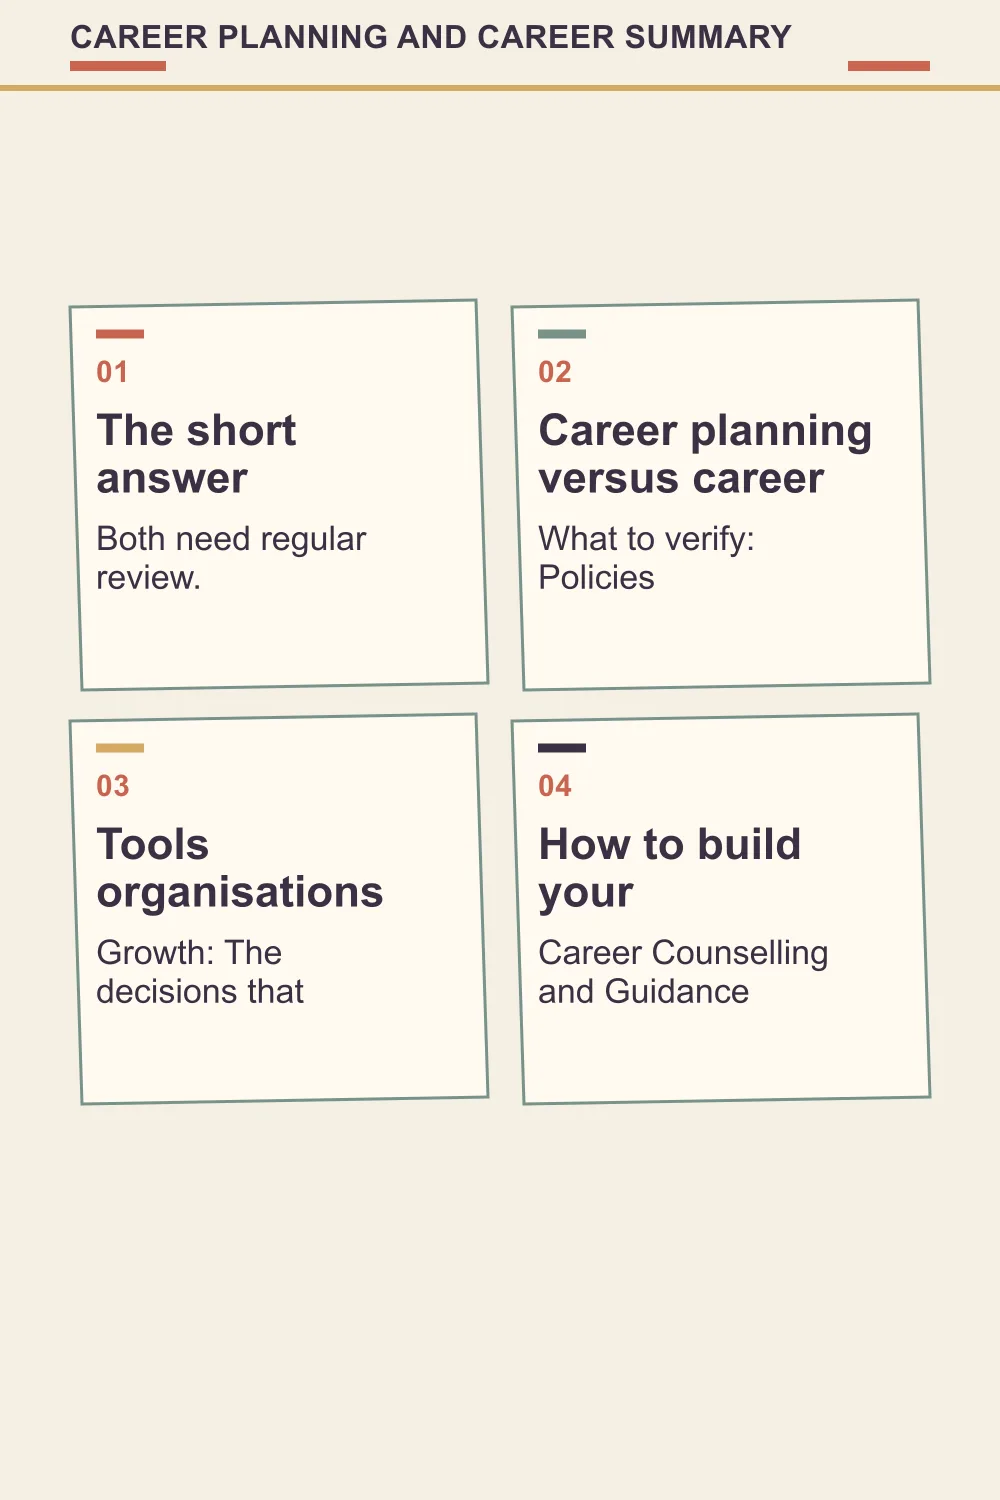 CAREER PLANNING AND CAREER SUMMARY
01
The short
answer
Both need regular
review.
02
Career planning
versus career
What to verify:
Policies
03
Tools
organisations
Growth: The
decisions that
04
How to build
your
Career Counselling
and Guidance